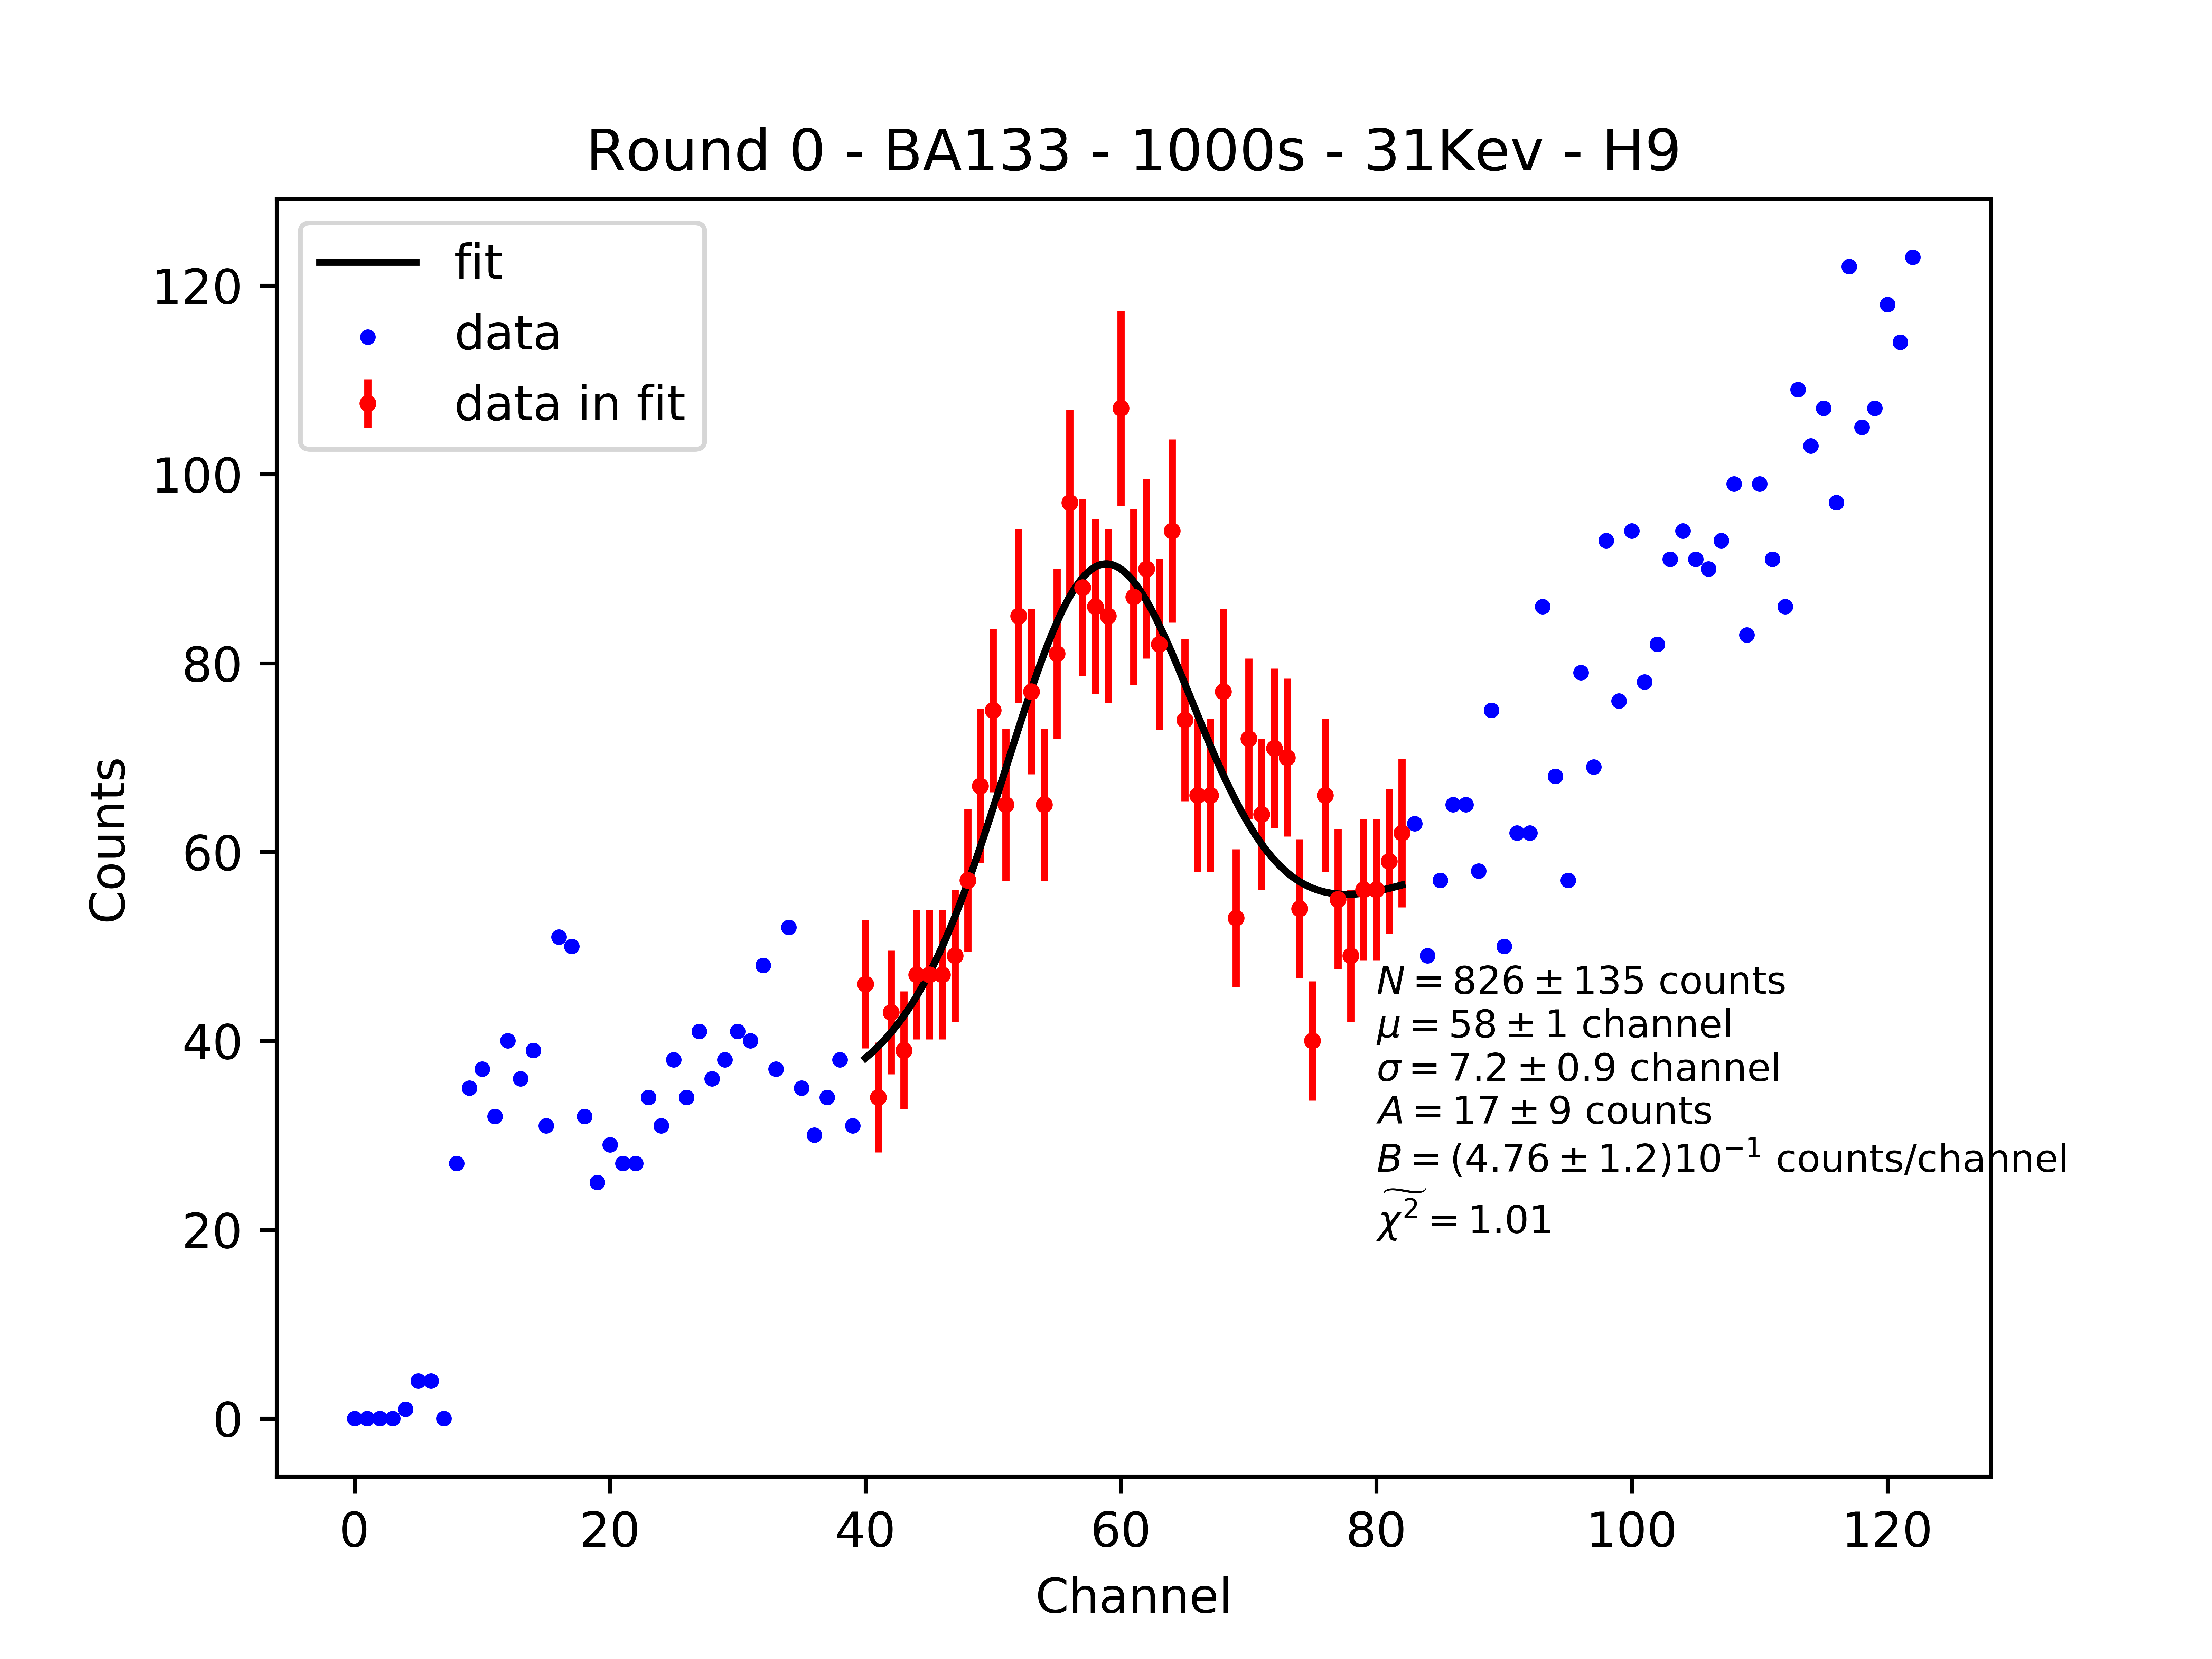 Round 0 - BA133 - 1000s - 31Kev - H9
fit
data
data in fit
120
100
80
60
40
20
0
Counts
N = 826 ± 135 counts
μ = 58 ± 1 channel
σ = 7.2 ± 0.9 channel
A = 17 ± 9 counts
B = (4.76 ± 1.2)10⁻¹ counts/channel
χ̃² = 1.01
0 20 40 60 80 100 120
Channel